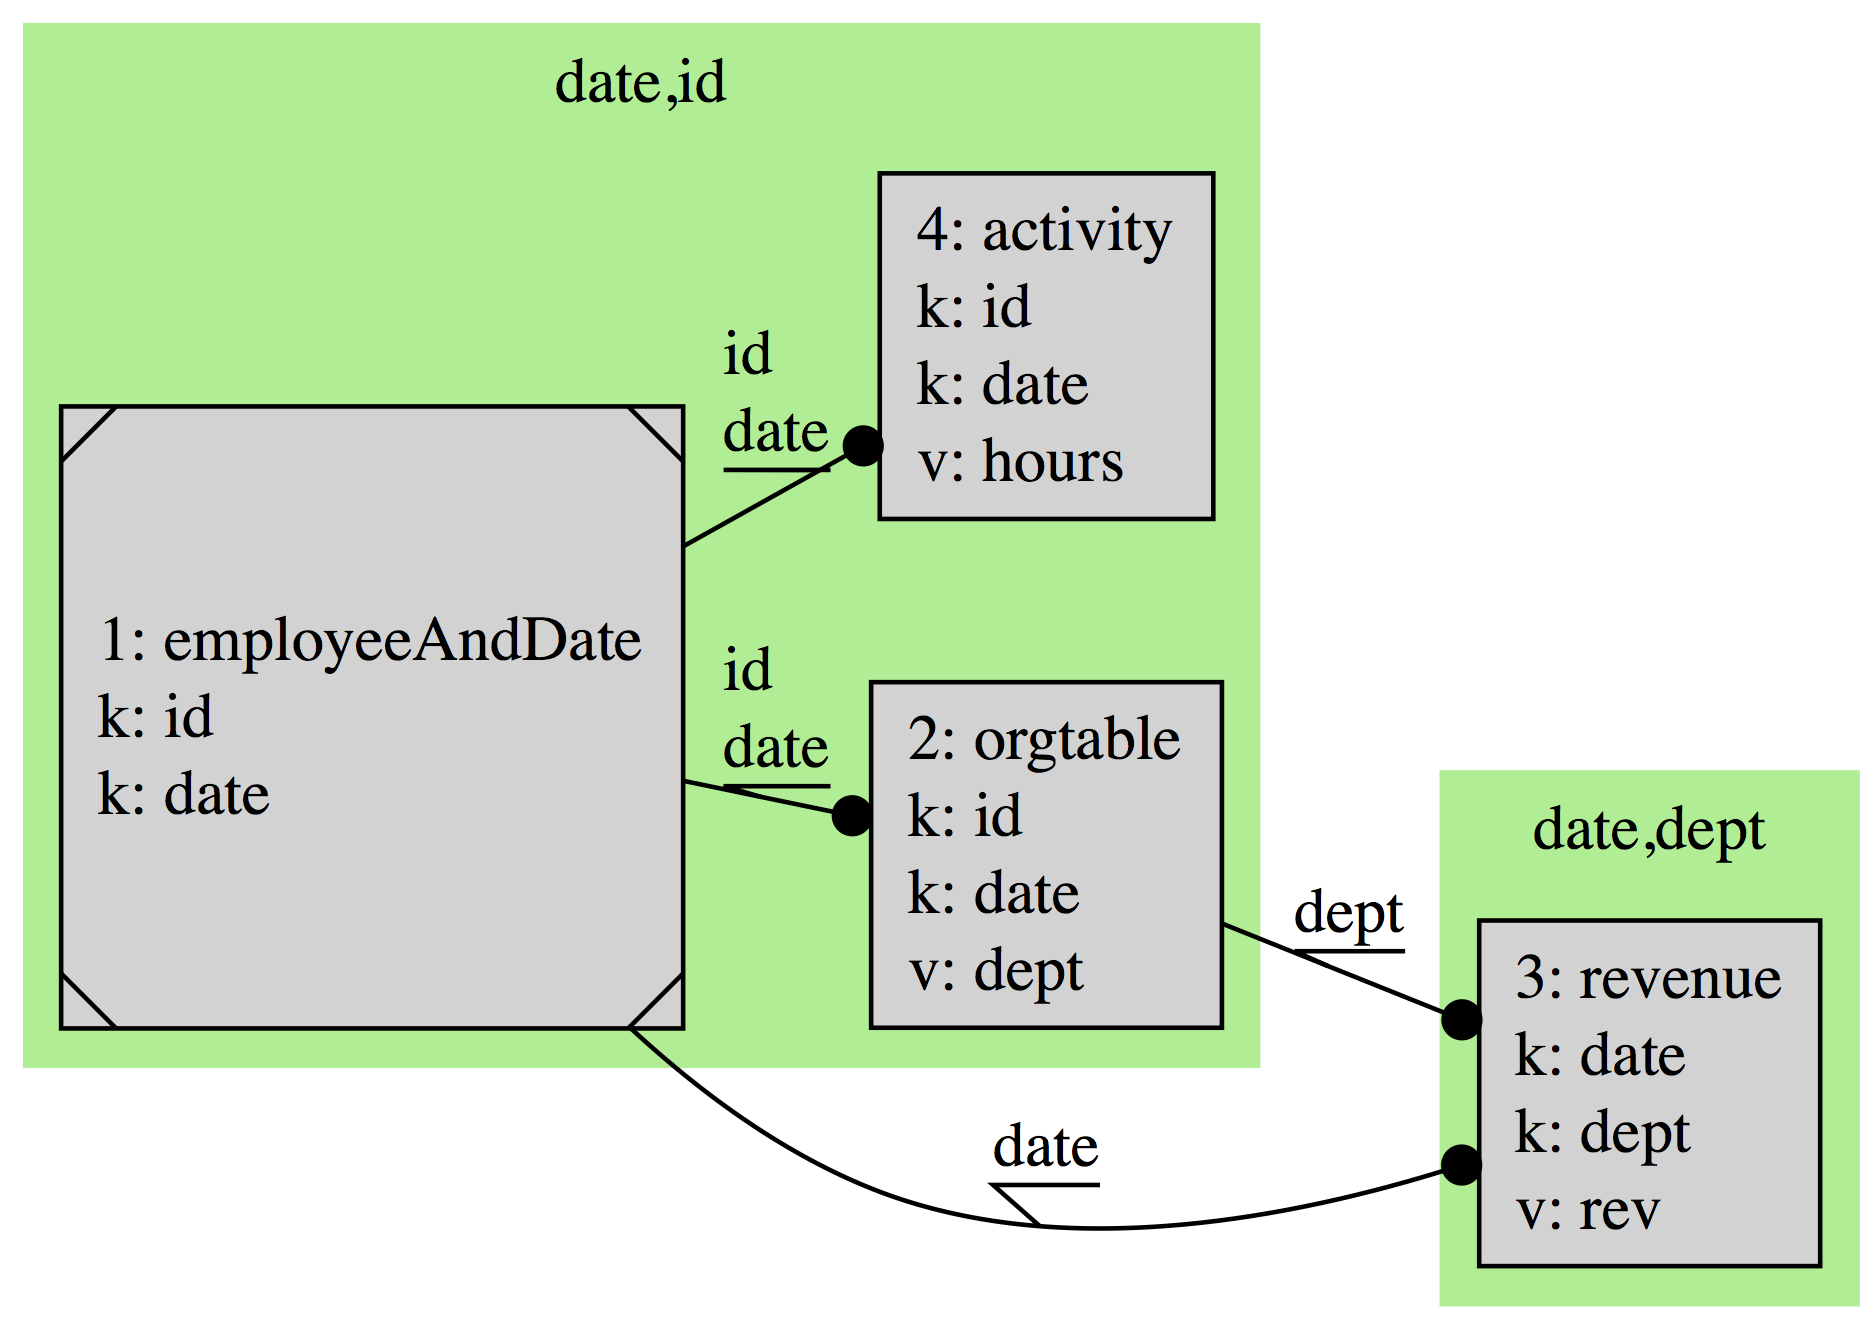 date,id
4: activity
k: id
k: date
v: hours
id
date
1: employeeAndDate
k: id
k: date
id
date
2: orgtable
k: id
k: date
v: dept
dept
date,dept
3: revenue
k: date
k: dept
v: rev
date